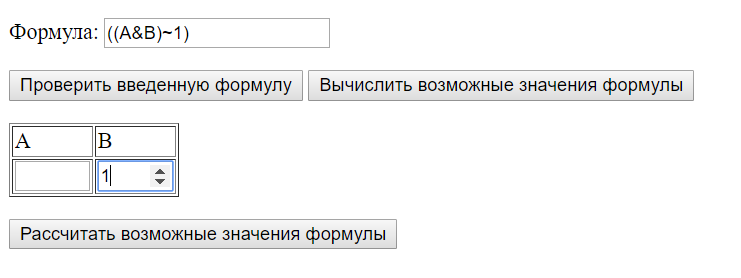 Формула: ((A&B)~1)
Проверить введенную формулу Вычислить возможные значения формулы
A B
1
Рассчитать возможные значения формулы